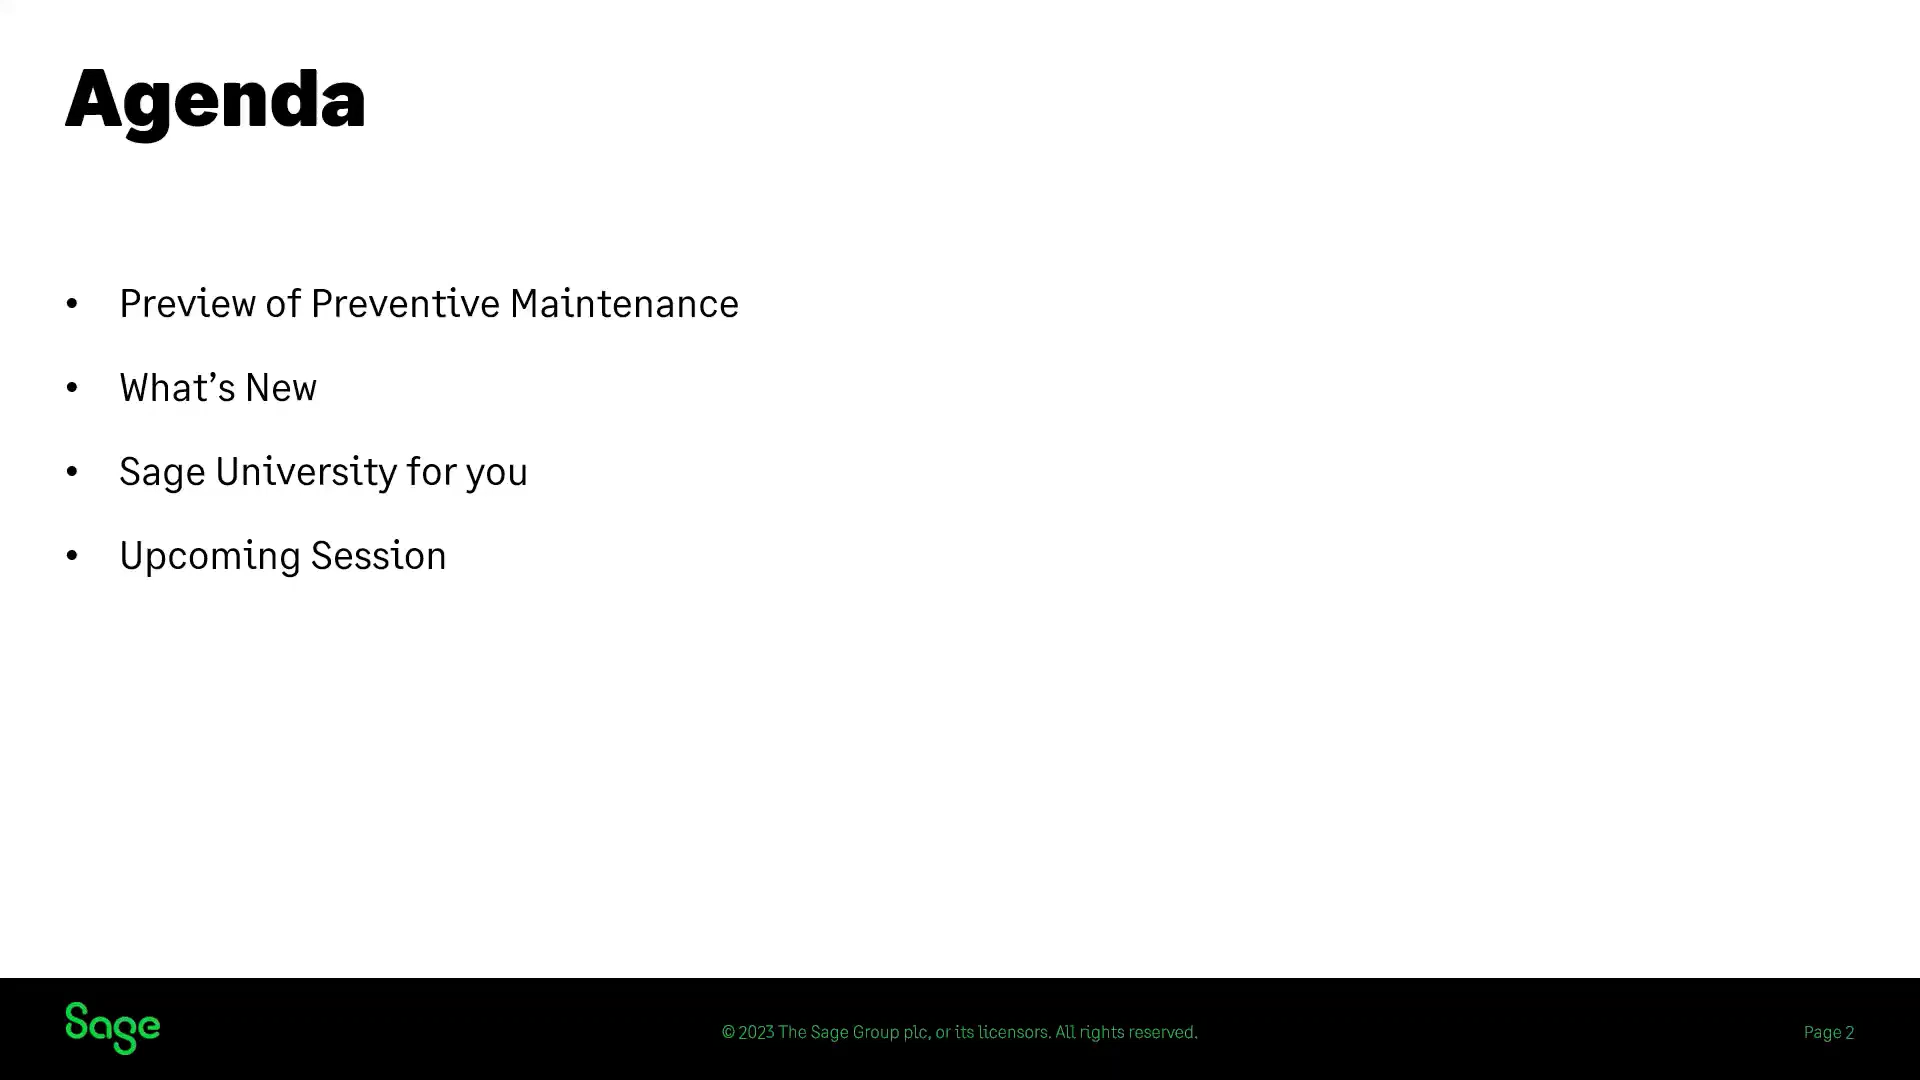 Agenda
• Preview of Preventive Maintenance
• What’s New
• Sage University for you
• Upcoming Session
Sage
© 2023 The Sage Group plc, or its licensors. All rights reserved.
Page 2